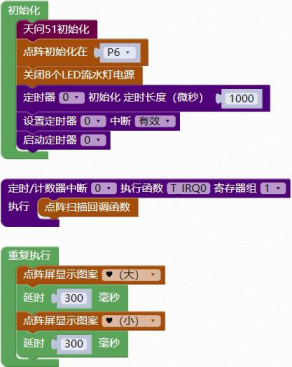 初始化
天问51初始化
点阵初始化在 P6
关闭8个LED流水灯电源
定时器 0 初始化 定时长度（微秒） 1000
设置定时器 0 中断 有效
启动定时器 0
定时/计数器中断 0 执行函数 T_IRQ0 寄存器组 1
执行 点阵扫描回调函数
重复执行
点阵屏显示图案 ♥ (大)
延时 300 毫秒
点阵屏显示图案 ♥ (小)
延时 300 毫秒